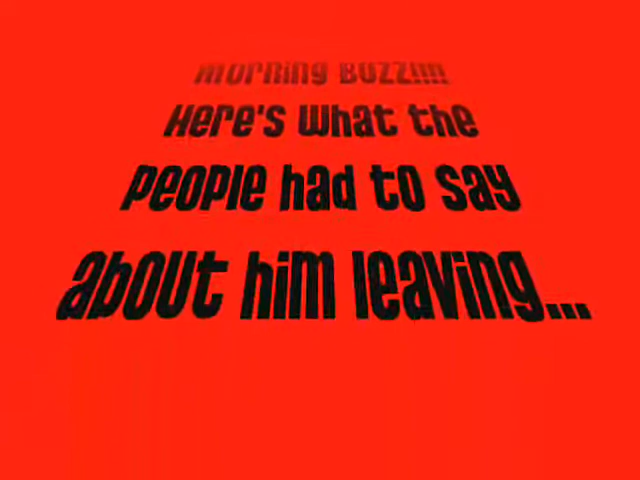 Morning Buzz!!!!
Here's what the
people had to say
about him leaving...